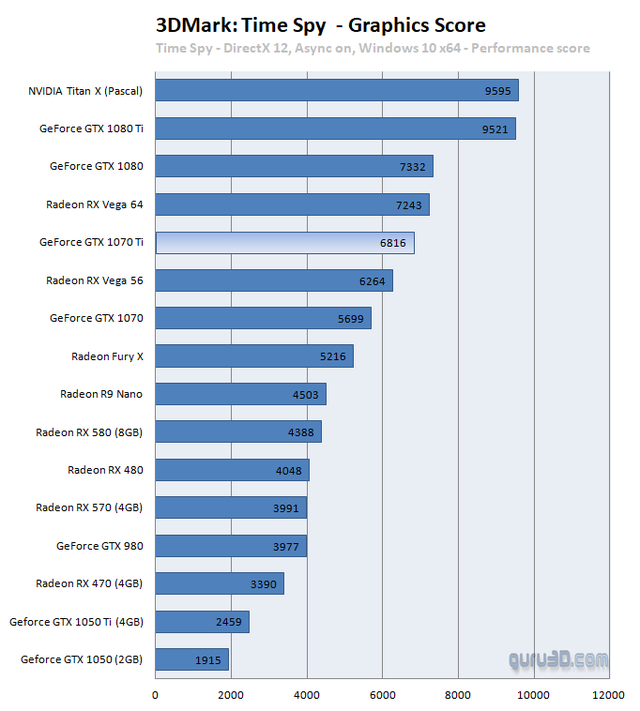 3DMark: Time Spy - Graphics Score
Time Spy - DirectX 12, Async on, Windows 10 x64 - Performance score
NVIDIA Titan X (Pascal) 9595
GeForce GTX 1080 Ti 9521
GeForce GTX 1080 7332
Radeon RX Vega 64 7243
GeForce GTX 1070 Ti 6816
Radeon RX Vega 56 6264
GeForce GTX 1070 5699
Radeon Fury X 5216
Radeon R9 Nano 4503
Radeon RX 580 (8GB) 4388
Radeon RX 480 4048
Radeon RX 570 (4GB) 3991
GeForce GTX 980 3977
Radeon RX 470 (4GB) 3390
Geforce GTX 1050 Ti (4GB) 2459
Geforce GTX 1050 (2GB) 1915
guru3D.com
0 2000 4000 6000 8000 10000 12000